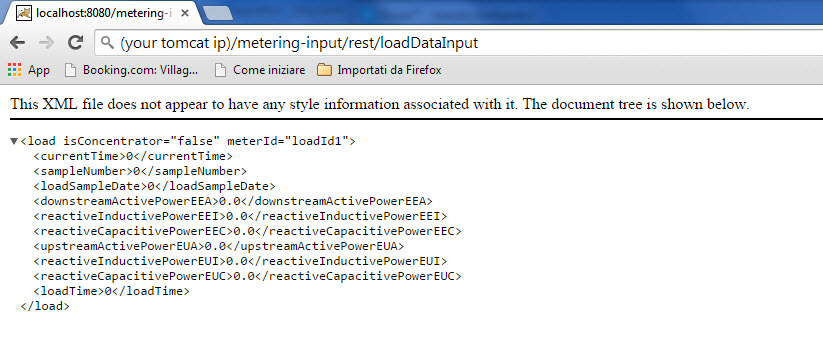 localhost:8080/metering-i
(your tomcat ip)/metering-input/rest/loadDataInput
App Booking.com: Villag... Come iniziare Importati da Firefox
This XML file does not appear to have any style information associated with it. The document tree is shown below.
▼<load isConcentrator="false" meterId="loadId1">
<currentTime>0</currentTime>
<sampleNumber>0</sampleNumber>
<loadSampleDate>0</loadSampleDate>
<downstreamActivePowerEEA>0.0</downstreamActivePowerEEA>
<reactiveInductivePowerEEI>0.0</reactiveInductivePowerEEI>
<reactiveCapacitivePowerEEC>0.0</reactiveCapacitivePowerEEC>
<upstreamActivePowerEUA>0.0</upstreamActivePowerEUA>
<reactiveInductivePowerEUI>0.0</reactiveInductivePowerEUI>
<reactiveCapacitivePowerEUC>0.0</reactiveCapacitivePowerEUC>
<loadTime>0</loadTime>
</load>